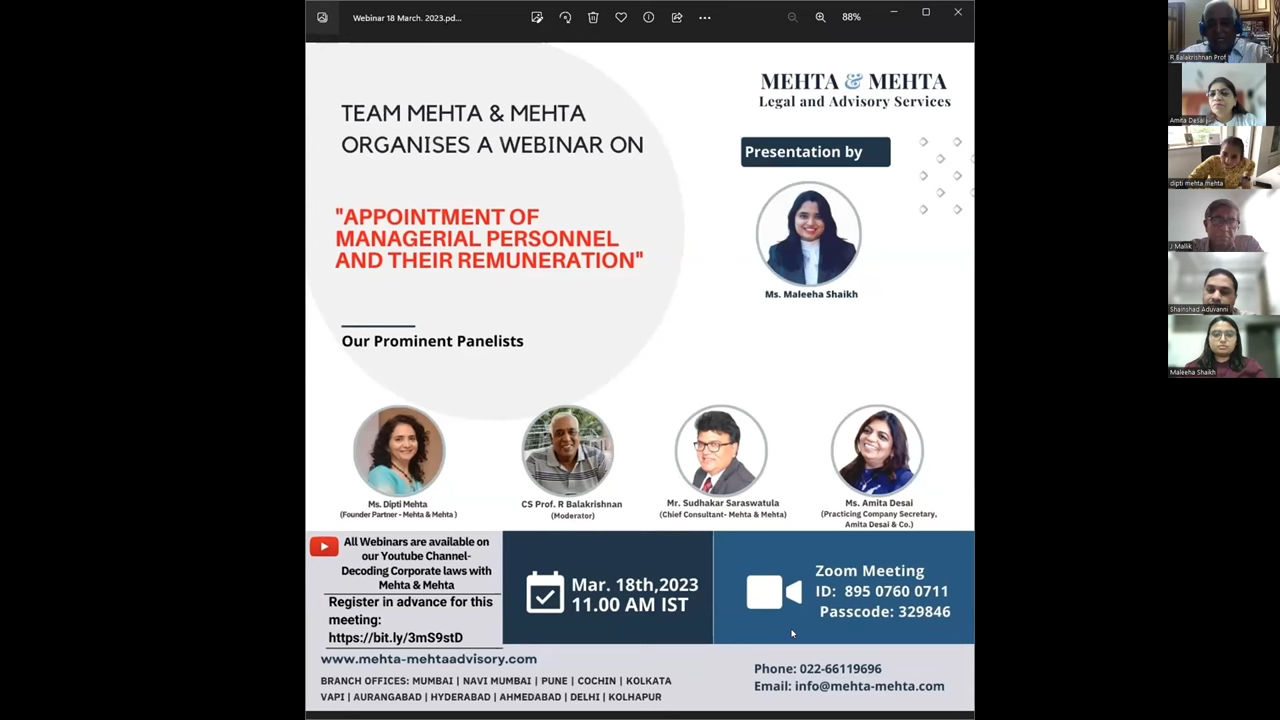 Webinar 18 March. 2023.pd...
88%
MEHTA & MEHTA
Legal and Advisory Services
TEAM MEHTA & MEHTA
ORGANISES A WEBINAR ON
"APPOINTMENT OF
MANAGERIAL PERSONNEL
AND THEIR REMUNERATION"
Presentation by
Ms. Maleeha Shaikh
Our Prominent Panelists
Ms. Dipti Mehta
(Founder Partner - Mehta & Mehta )
CS Prof. R Balakrishnan
(Moderator)
Mr. Sudhakar Saraswatula
(Chief Consultant- Mehta & Mehta)
Ms. Amita Desai
(Practicing Company Secretary,
Amita Desai & Co.)
All Webinars are available on
our Youtube Channel-
Decoding Corporate laws with
Mehta & Mehta
Register in advance for this
meeting:
https://bit.ly/3mS9stD
Mar. 18th,2023
11.00 AM IST
Zoom Meeting
ID: 895 0760 0711
Passcode: 329846
www.mehta-mehtaadvisory.com
BRANCH OFFICES: MUMBAI | NAVI MUMBAI | PUNE | COCHIN | KOLKATA
VAPI | AURANGABAD | HYDERABAD | AHMEDABAD | DELHI | KOLHAPUR
Phone: 022-66119696
Email: info@mehta-mehta.com
R Balakrishnan Prof
Amita Desai
dipti mehta mehta
J Mallik
Shamshad Aduvanni
Maleeha Shaikh